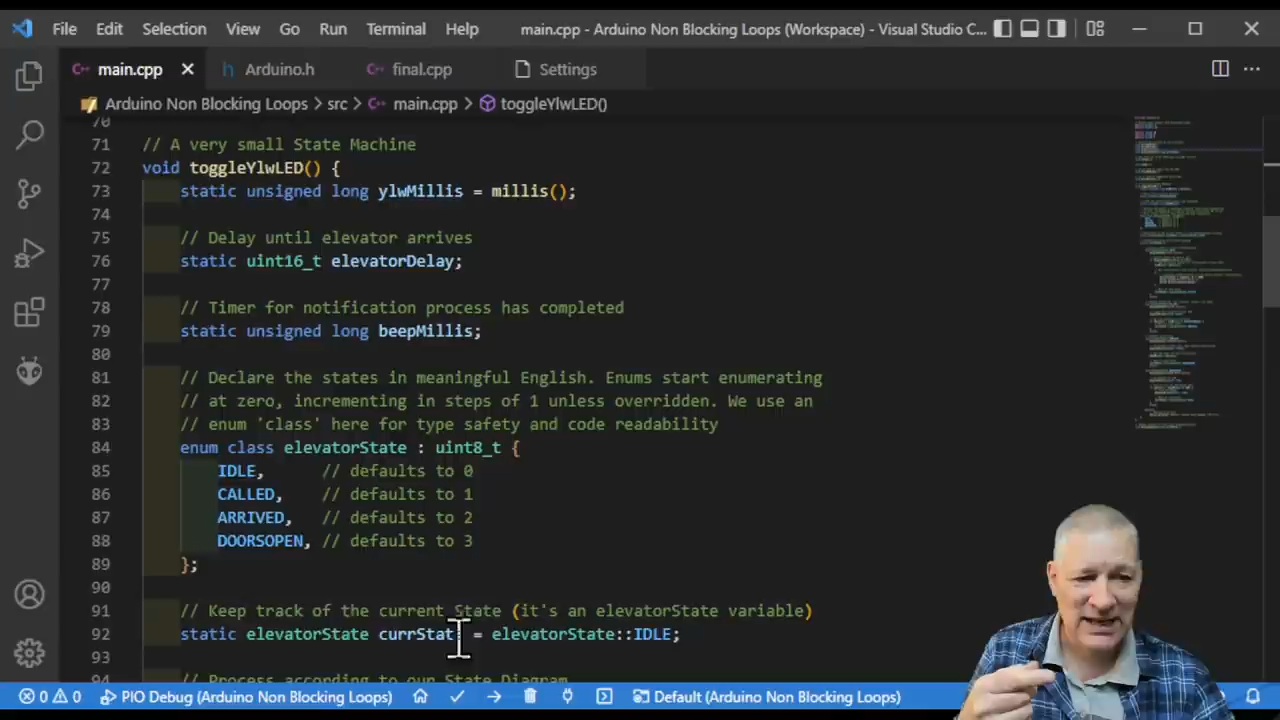 File Edit Selection View Go Run Terminal Help main.cpp - Arduino Non Blocking Loops (Workspace) - Visual Studio C...
main.cpp Arduino.h final.cpp Settings
Arduino Non Blocking Loops > src > main.cpp > toggleYlwLED()
70
71 // A very small State Machine
72 void toggleYlwLED() {
73 static unsigned long ylwMillis = millis();
74
75 // Delay until elevator arrives
76 static uint16_t elevatorDelay;
77
78 // Timer for notification process has completed
79 static unsigned long beepMillis;
80
81 // Declare the states in meaningful English. Enums start enumerating
82 // at zero, incrementing in steps of 1 unless overridden. We use an
83 // enum 'class' here for type safety and code readability
84 enum class elevatorState : uint8_t {
85 IDLE, // defaults to 0
86 CALLED, // defaults to 1
87 ARRIVED, // defaults to 2
88 DOORSOPEN, // defaults to 3
89 };
90
91 // Keep track of the current State (it's an elevatorState variable)
92 static elevatorState currState = elevatorState::IDLE;
93
94 // Process according to our State Diagram
0 0 PIO Debug (Arduino Non Blocking Loops) Default (Arduino Non Blocking Loops)